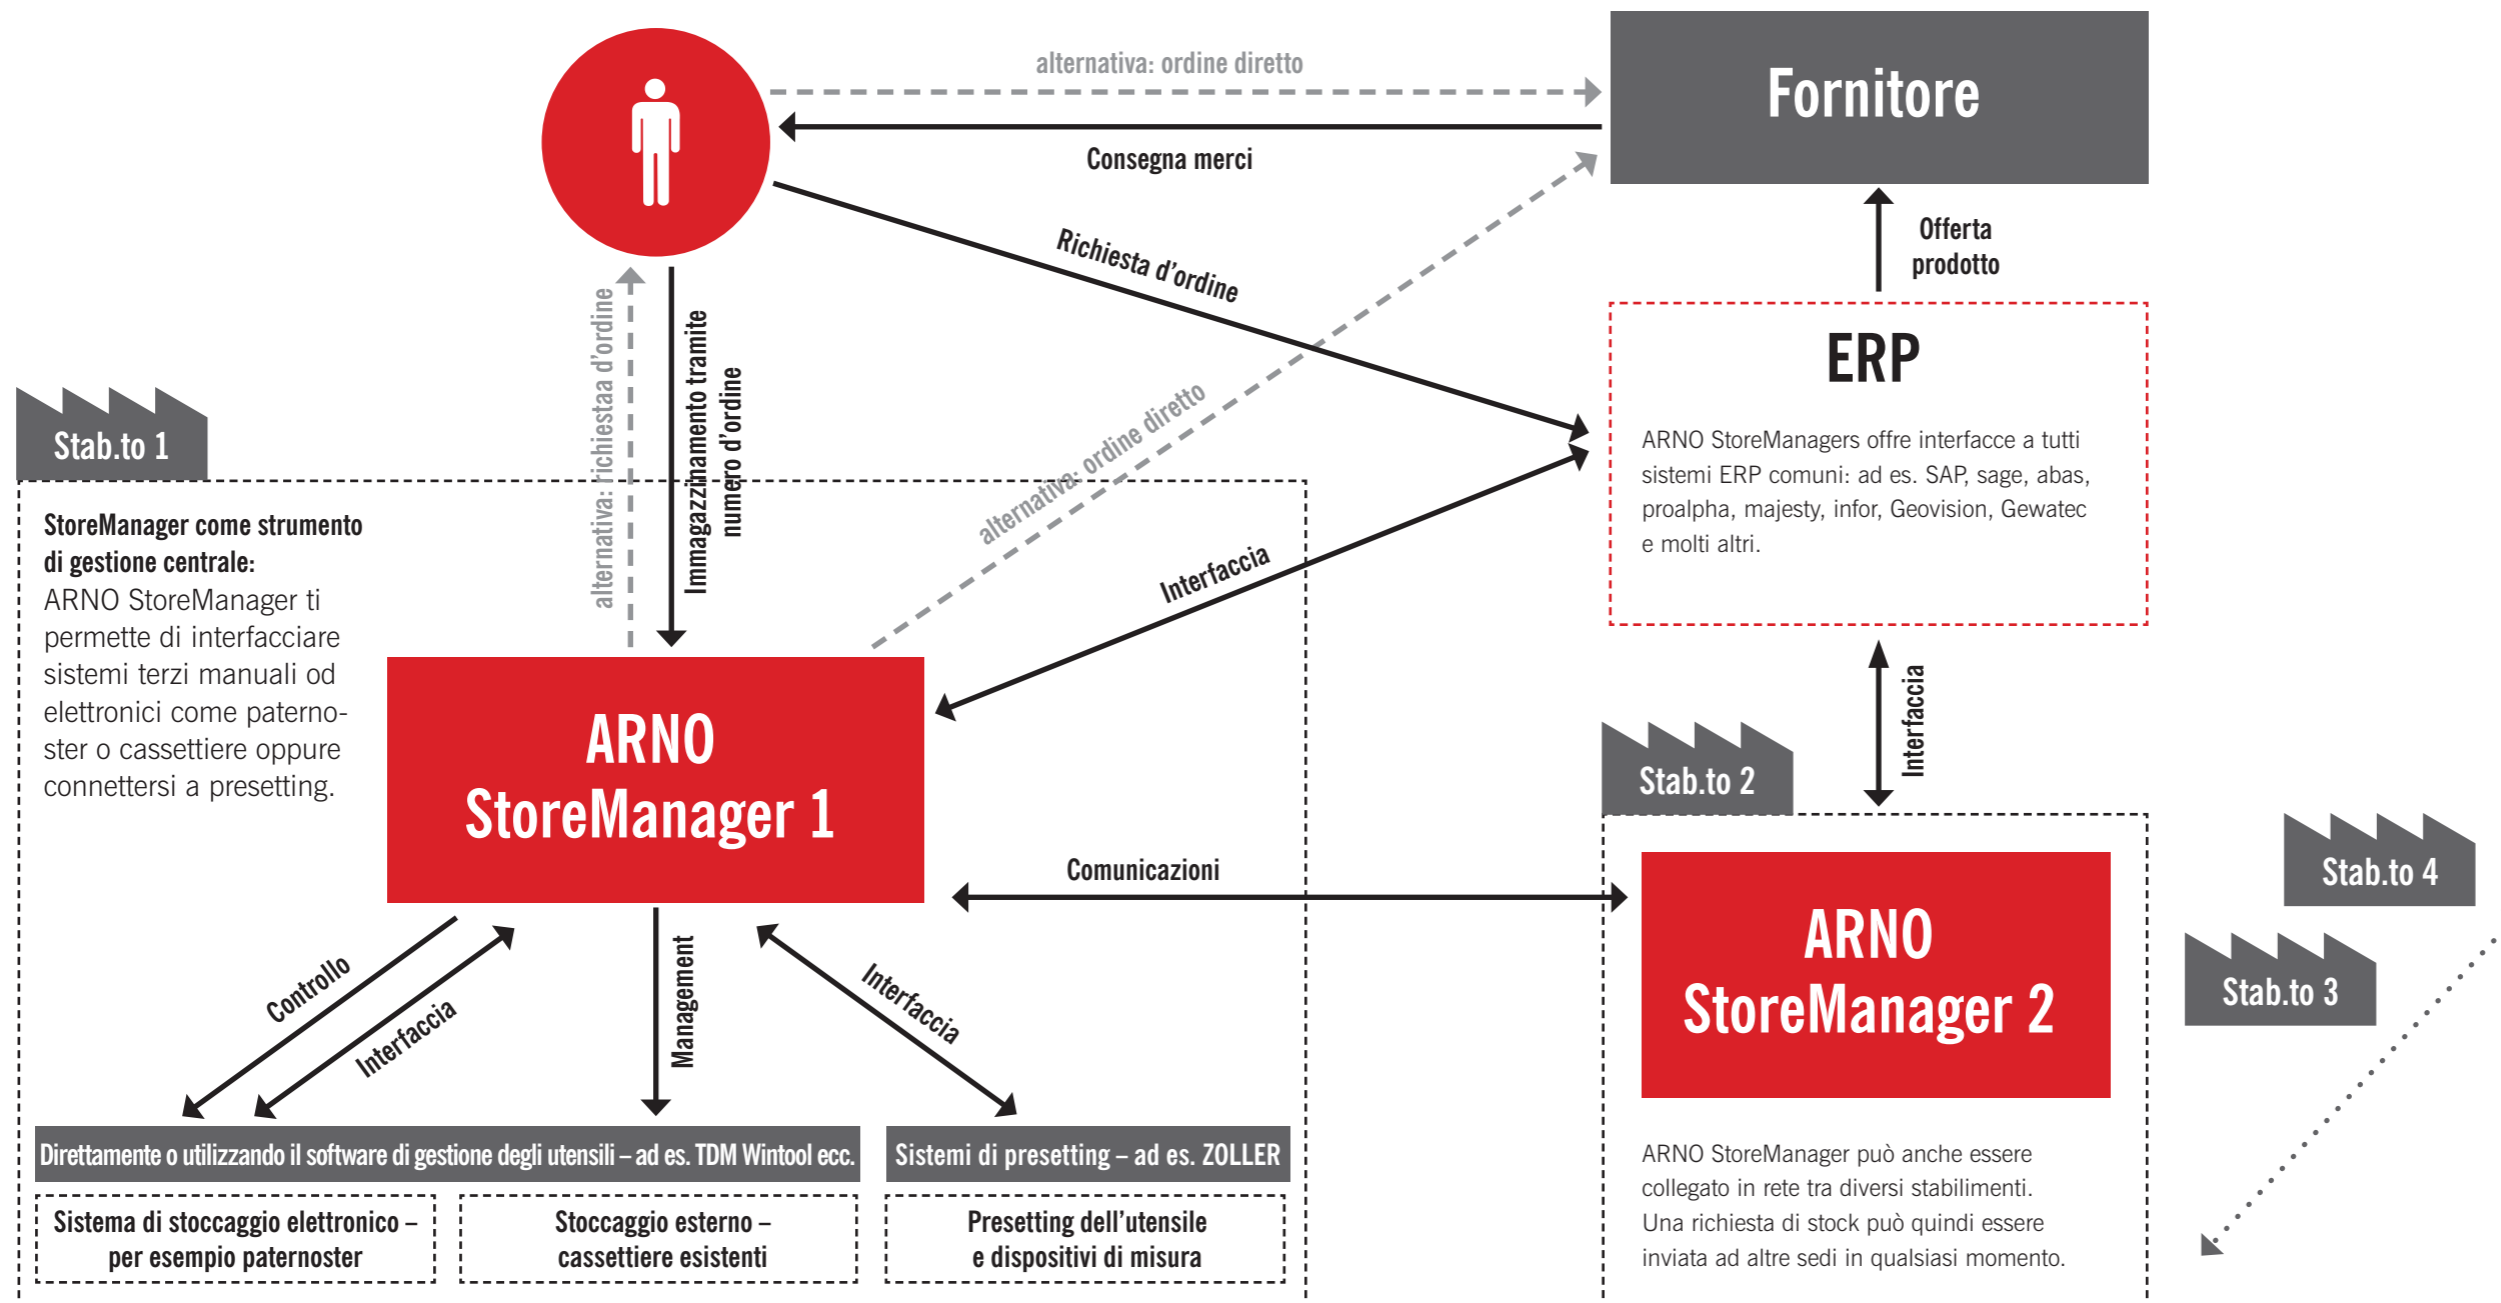 alternativa: ordine diretto
Fornitore
Consegna merci
Offerta
prodotto
Richiesta d’ordine
alternativa: richiestaa d’ordine
Immagazzinamento tramite
numero d’ordine
alternativa: ordine diretto
Interfaccia
ERP
ARNO StoreManagers offre interfacce a tutti
sistemi ERP comuni: ad es. SAP, sage, abas,
proalpha, majesty, infor, Geovision, Gewatec
e molti altri.
Stab.to 1
StoreManager come strumento
di gestione centrale:
ARNO StoreManager ti
permette di interfacciare
sistemi terzi manuali od
elettronici come paterno-
ster o cassettiere oppure
connettersi a presetting.
ARNO
StoreManager 1
Interfaccia
Stab.to 2
Comunicazioni
ARNO
StoreManager 2
Stab.to 4
Stab.to 3
Controllo
Interfaccia
Management
Interfaccia
Direttamente o utilizzando il software di gestione degli utensili – ad es. TDM Wintool ecc.
Sistemi di presetting – ad es. ZOLLER
Sistema di stoccaggio elettronico –
per esempio paternoster
Stoccaggio esterno –
cassettiere esistenti
Presetting dell’utensile
e dispositivi di misura
ARNO StoreManager può anche essere
collegato in rete tra diversi stabilimenti.
Una richiesta di stock può quindi essere
inviata ad altre sedi in qualsiasi momento.